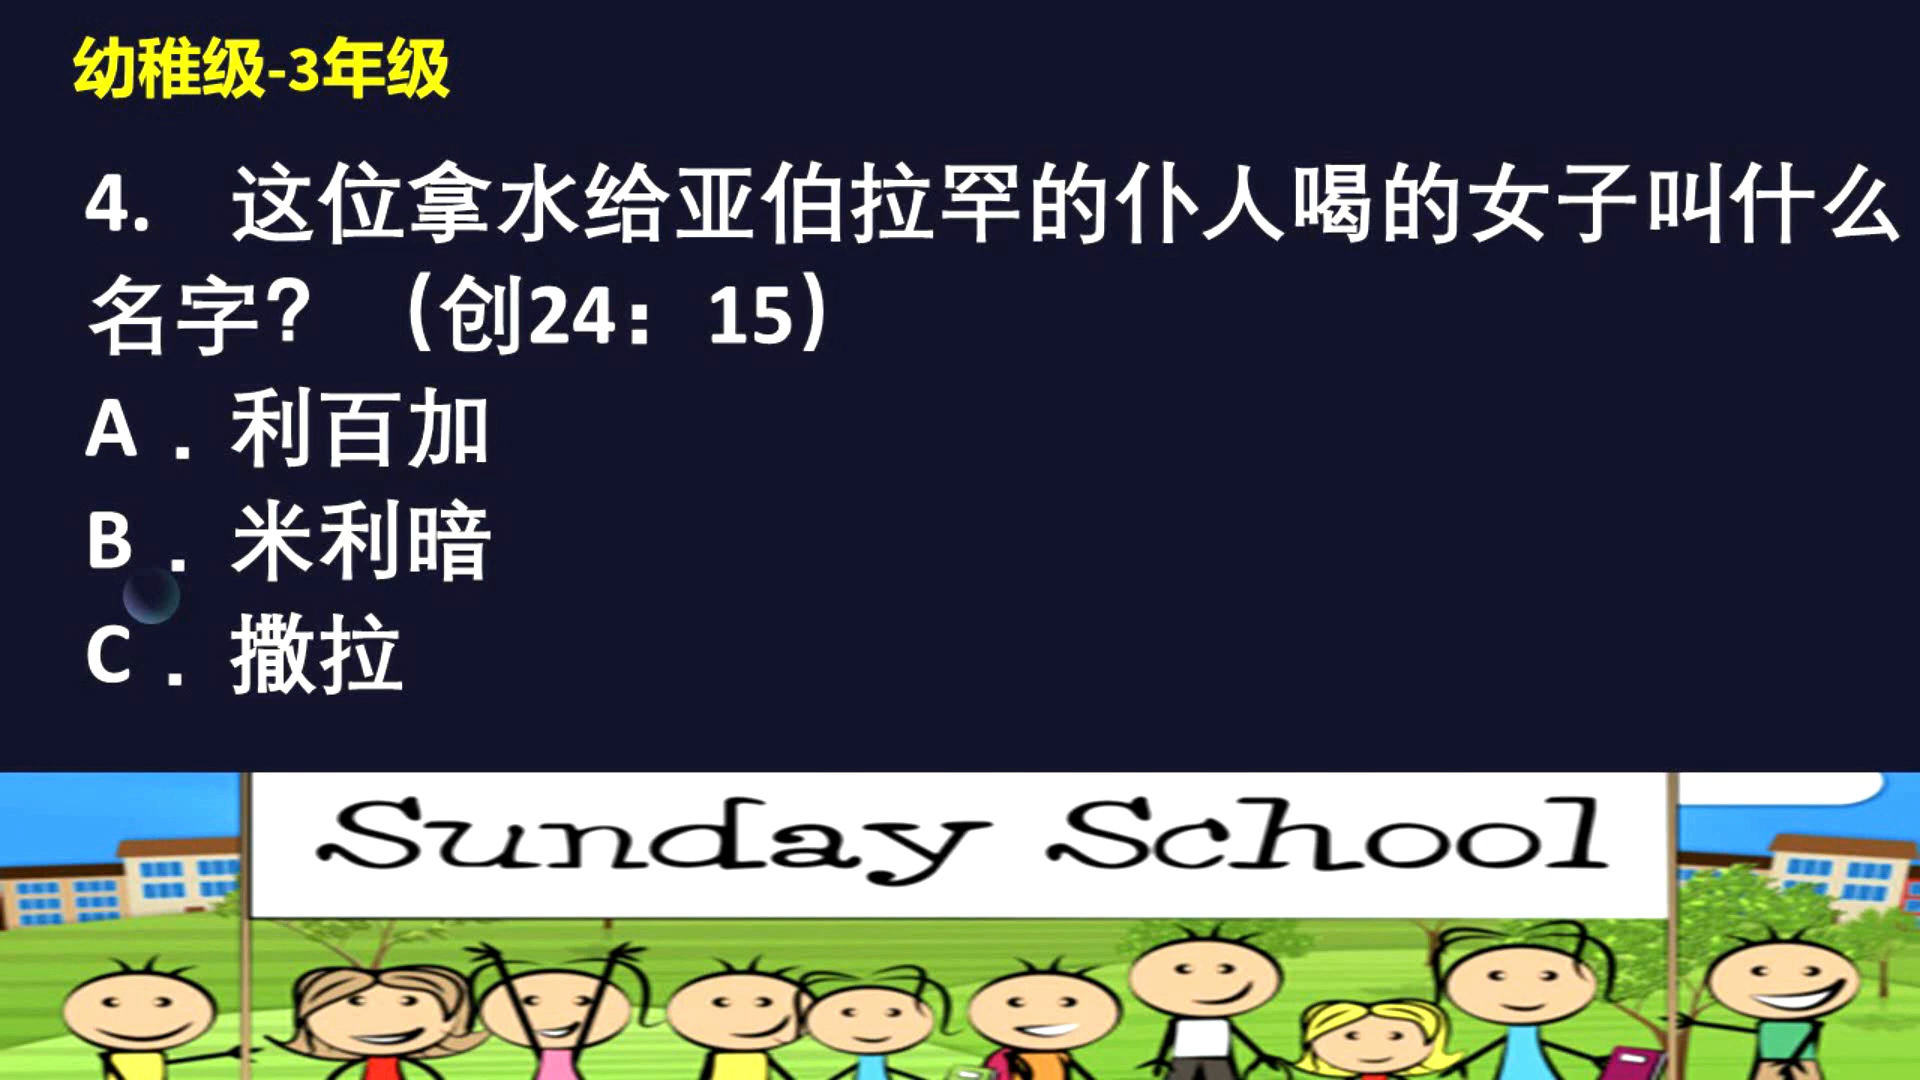 幼稚级-3年级
4. 这位拿水给亚伯拉罕的仆人喝的女子叫什么
名字？（创24：15）
A．利百加
B．米利暗
C．撒拉
Sunday School